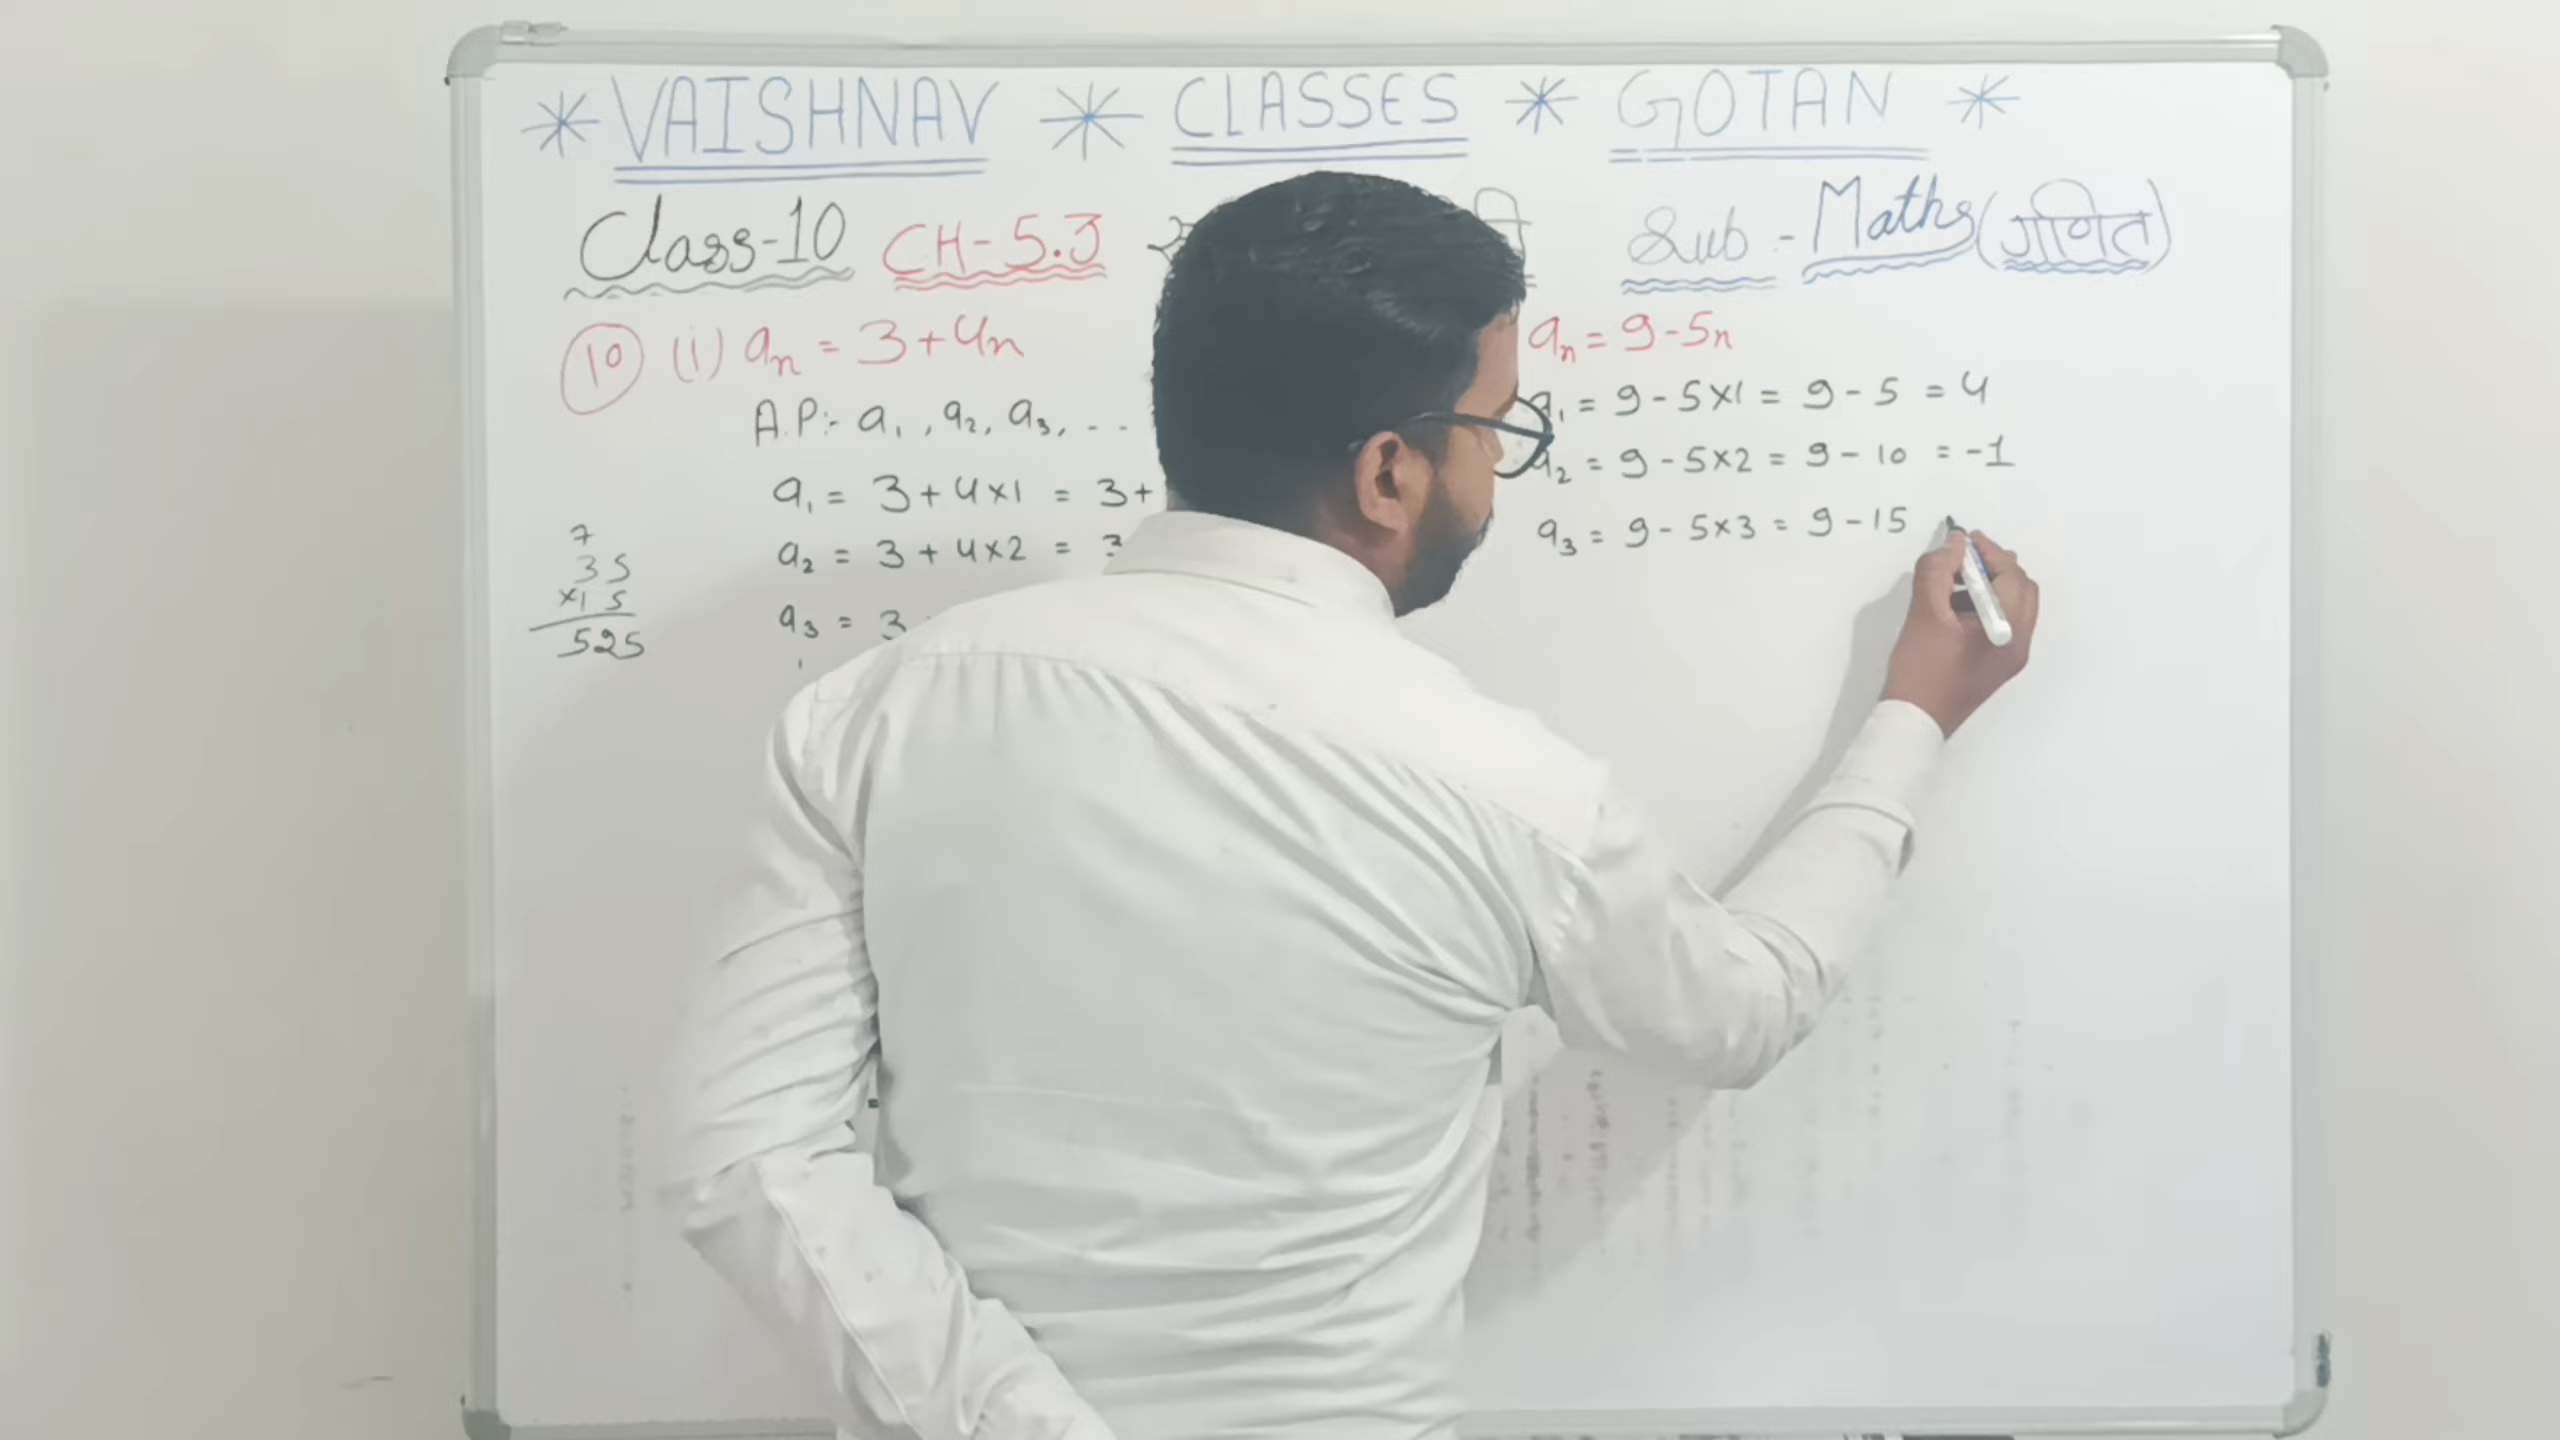 * VAISHNAV * CLASSES * GOTAN *
Class-10 CH-5.3 Sub - Maths (गणित)
10 (i) aₙ = 3+4n
A.P:- a₁, a₂, a₃, ...
a₁ = 3+4×1 = 3+
a₂ = 3+4×2 = 3
a₃ = 3
7
35
×15
525
aₙ = 9-5n
a₁ = 9-5×1 = 9-5 = 4
a₂ = 9-5×2 = 9-10 = -1
a₃ = 9-5×3 = 9-15